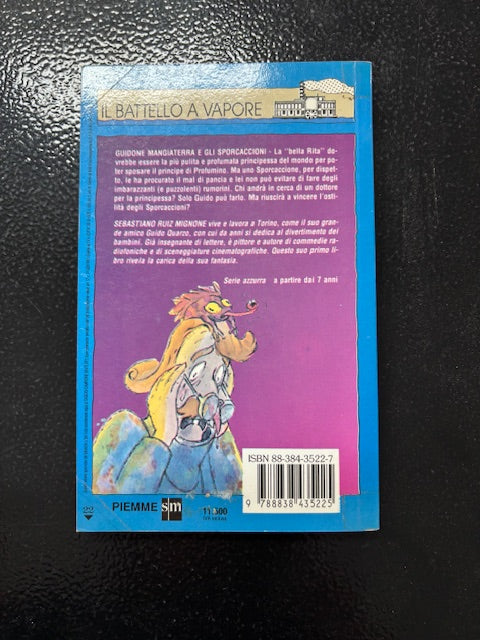 IL BATTELLO A VAPORE
GUIDONE MANGIATERRA E GLI SPORCACCIONI - La "bella Rita" do-
vrebbe essere la più pulita e profumata principessa del mondo per po-
ter sposare il principe di Profumino. Ma uno Sporcaccione, per dispet-
to, le ha procurato il mal di pancia e lei non può evitare di fare degli
imbarazzanti (e puzzolenti) rumorini. Chi andrà in cerca di un dottore
per la principessa? Solo Guido può farlo. Ma riuscirà a vincere l'osti-
lità degli Sporcaccioni?
SEBASTIANO RUIZ MIGNONE vive e lavora a Torino, come il suo gran-
de amico Guido Quarzo, con cui da anni si dedica al divertimento dei
bambini. Già insegnante di lettere, è pittore e autore di commedie ra-
diofoniche e di sceneggiature cinematografiche. Questo suo primo li-
bro rivela la carica della sua fantasia.
Serie azzurra a partire dai 7 anni
ISBN 88-384-3522-7
9 788838 435225
22
PIEMME sm